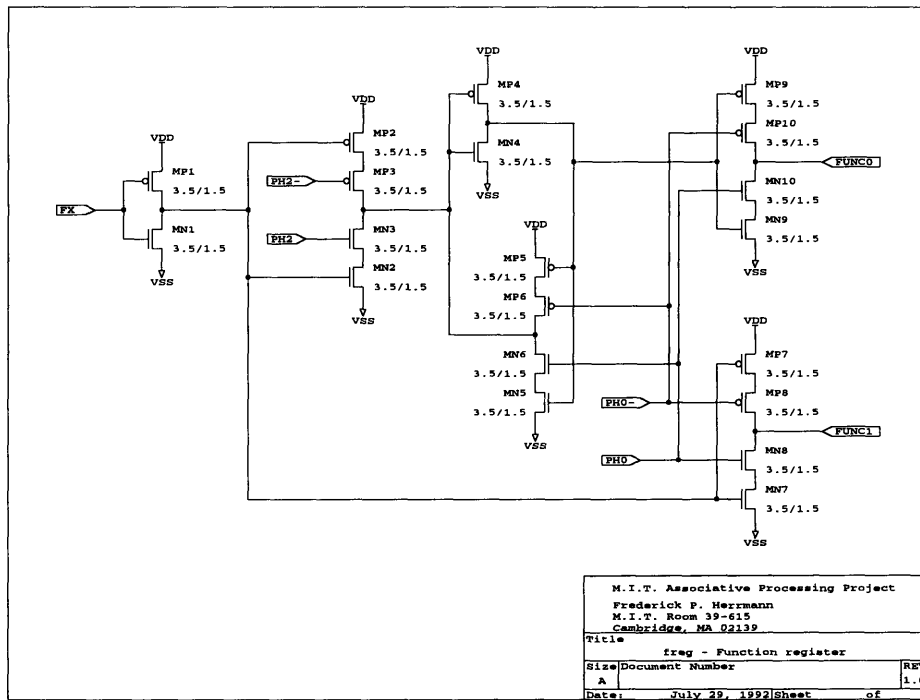 VDD
MP4
3.5/1.5
MN4
3.5/1.5
VSS
VDD
MP9
3.5/1.5
MP10
3.5/1.5
FUNC0
MN10
3.5/1.5
MN9
3.5/1.5
VSS
VDD
MP2
3.5/1.5
PH2-
MP3
3.5/1.5
PH2
MN3
3.5/1.5
MN2
3.5/1.5
VSS
VDD
MP1
3.5/1.5
FX
MN1
3.5/1.5
VSS
VDD
MP5
3.5/1.5
MP6
3.5/1.5
MN6
3.5/1.5
MN5
3.5/1.5
VSS
VDD
MP7
3.5/1.5
PH0-
MP8
3.5/1.5
FUNC1
PH0
MN8
3.5/1.5
MN7
3.5/1.5
VSS
M.I.T. Associative Processing Project
Frederick P. Herrmann
M.I.T. Room 39-615
Cambridge, MA 02139
Title
freg - Function register
Size Document Number
A
Date: July 29, 1992 Sheet of